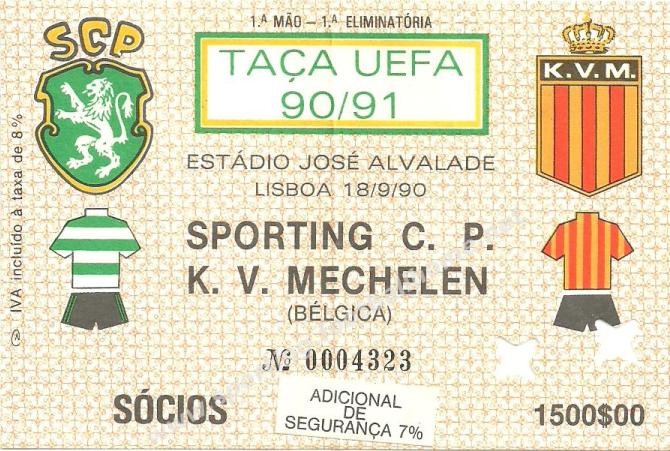 1.ª MÃO – 1.ª ELIMINATÓRIA
SCP
TAÇA UEFA
90/91
K.V.M.
ESTÁDIO JOSÉ ALVALADE
LISBOA 18/9/90
SPORTING C. P.
K. V. MECHELEN
(BÉLGICA)
Nº 0004323
SÓCIOS
ADICIONAL
DE
SEGURANÇA 7%
1500$00
IVA incluído à taxa de 8%